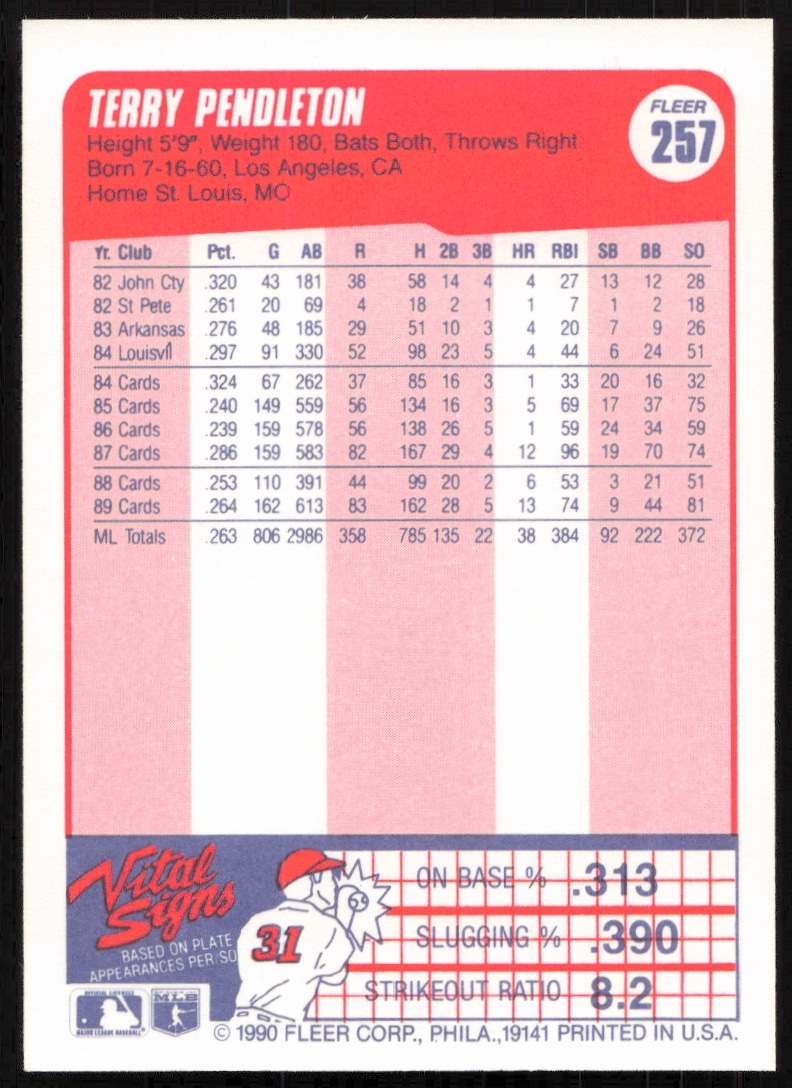 TERRY PENDLETON
FLEER
257
Height 5'9", Weight 180, Bats Both, Throws Right
Born 7-16-60, Los Angeles, CA
Home St. Louis, MO
Yr. Club Pct. G AB R H 2B 3B HR RBI SB BB SO
82 John Cty .320 43 181 38 58 14 4 4 27 13 12 28
82 St Pete .261 20 69 4 18 2 1 1 7 1 2 18
83 Arkansas .276 48 185 29 51 10 3 4 20 7 9 26
84 Louisvil .297 91 330 52 98 23 5 4 44 6 24 51
84 Cards .324 67 262 37 85 16 3 1 33 20 16 32
85 Cards .240 149 559 56 134 16 3 5 69 17 37 75
86 Cards .239 159 578 56 138 26 5 1 59 24 34 59
87 Cards .286 159 583 82 167 29 4 12 96 19 70 74
88 Cards .253 110 391 44 99 20 2 6 53 3 21 51
89 Cards .264 162 613 83 162 28 5 13 74 9 44 81
ML Totals .263 806 2986 358 785 135 22 38 384 92 222 372
Vital
Signs
BASED ON PLATE
APPEARANCES PER/SO
31
ON BASE % .313
SLUGGING % .390
STRIKEOUT RATIO 8.2
OFFICIAL LICENSEE
MAJOR LEAGUE BASEBALL
MLB
© 1990 FLEER CORP., PHILA.,19141 PRINTED IN U.S.A.